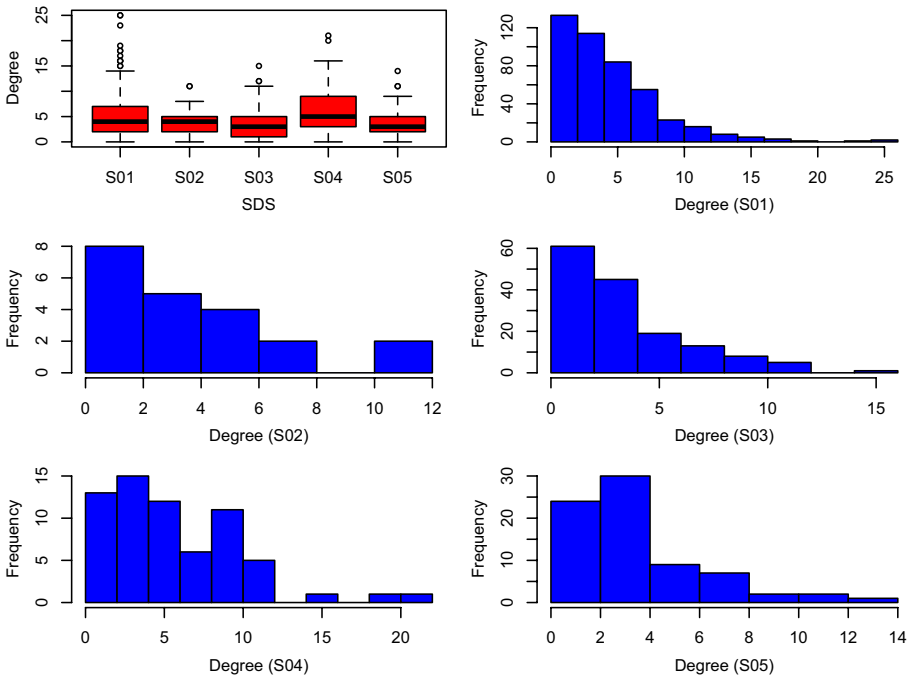 Degree
0 5 15 25
S01 S02 S03 S04 S05
SDS
Frequency
0 40 80 120
0 5 10 15 20 25
Degree (S01)
Frequency
0 2 4 6 8
0 2 4 6 8 10 12
Degree (S02)
Frequency
0 20 40 60
0 5 10 15
Degree (S03)
Frequency
0 5 10 15
0 5 10 15 20
Degree (S04)
Frequency
0 10 20 30
0 2 4 6 8 10 12 14
Degree (S05)